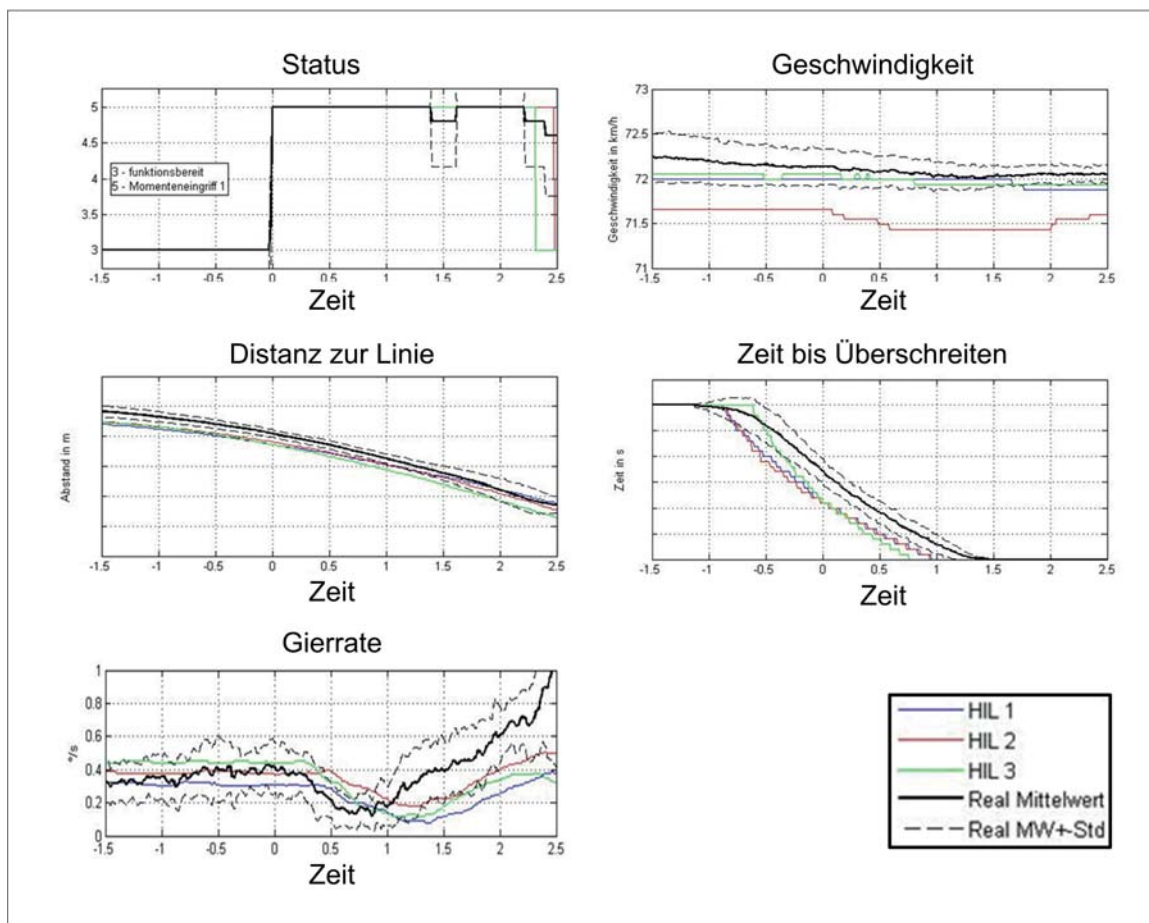 Status
5
4.5
4
3.5
3
3 - funktionsbereit
5 - Momenteneingriff 1
-1.5 -1 -0.5 0 0.5 1 1.5 2 2.5
Zeit
Geschwindigkeit
Geschwindigkeit in km/h
73
72.5
72
71.5
71
-1.5 -1 -0.5 0 0.5 1 1.5 2 2.5
Zeit
Distanz zur Linie
Abstand in m
-1.5 -1 -0.5 0 0.5 1 1.5 2 2.5
Zeit
Zeit bis Überschreiten
Zeit in s
-1.5 -1 -0.5 0 0.5 1 1.5 2 2.5
Zeit
Gierrate
°/s
1
0.8
0.6
0.4
0.2
0
-1.5 -1 -0.5 0 0.5 1 1.5 2 2.5
Zeit
HIL 1
HIL 2
HIL 3
Real Mittelwert
Real MW+-Std